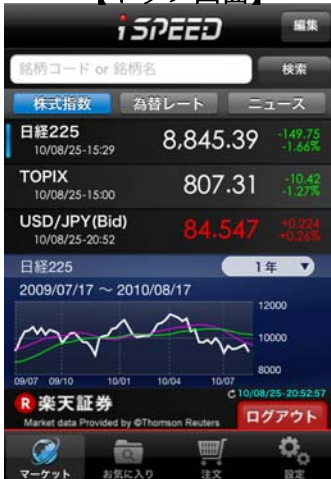 【トップ画面】
iSPEED
編集
銘柄コード or 銘柄名
検索
株式指数 為替レート ニュース
日経225 8,845.39 -149.75
10/08/25-15:29 -1.66%
TOPIX 807.31 -10.42
10/08/25-15:00 -1.27%
USD/JPY(Bid) 84.547 +0.224
10/08/25-20:52 +0.26%
日経225 1年 ▼
2009/07/17 ～ 2010/08/17
12000
10000
8000
09/07 09/10 10/01 10/04 10/07
10/08/25-20:52:57
R 楽天証券
Market data Provided by ©Thomson Reuters
ログアウト
マーケット お気に入り 注文 設定